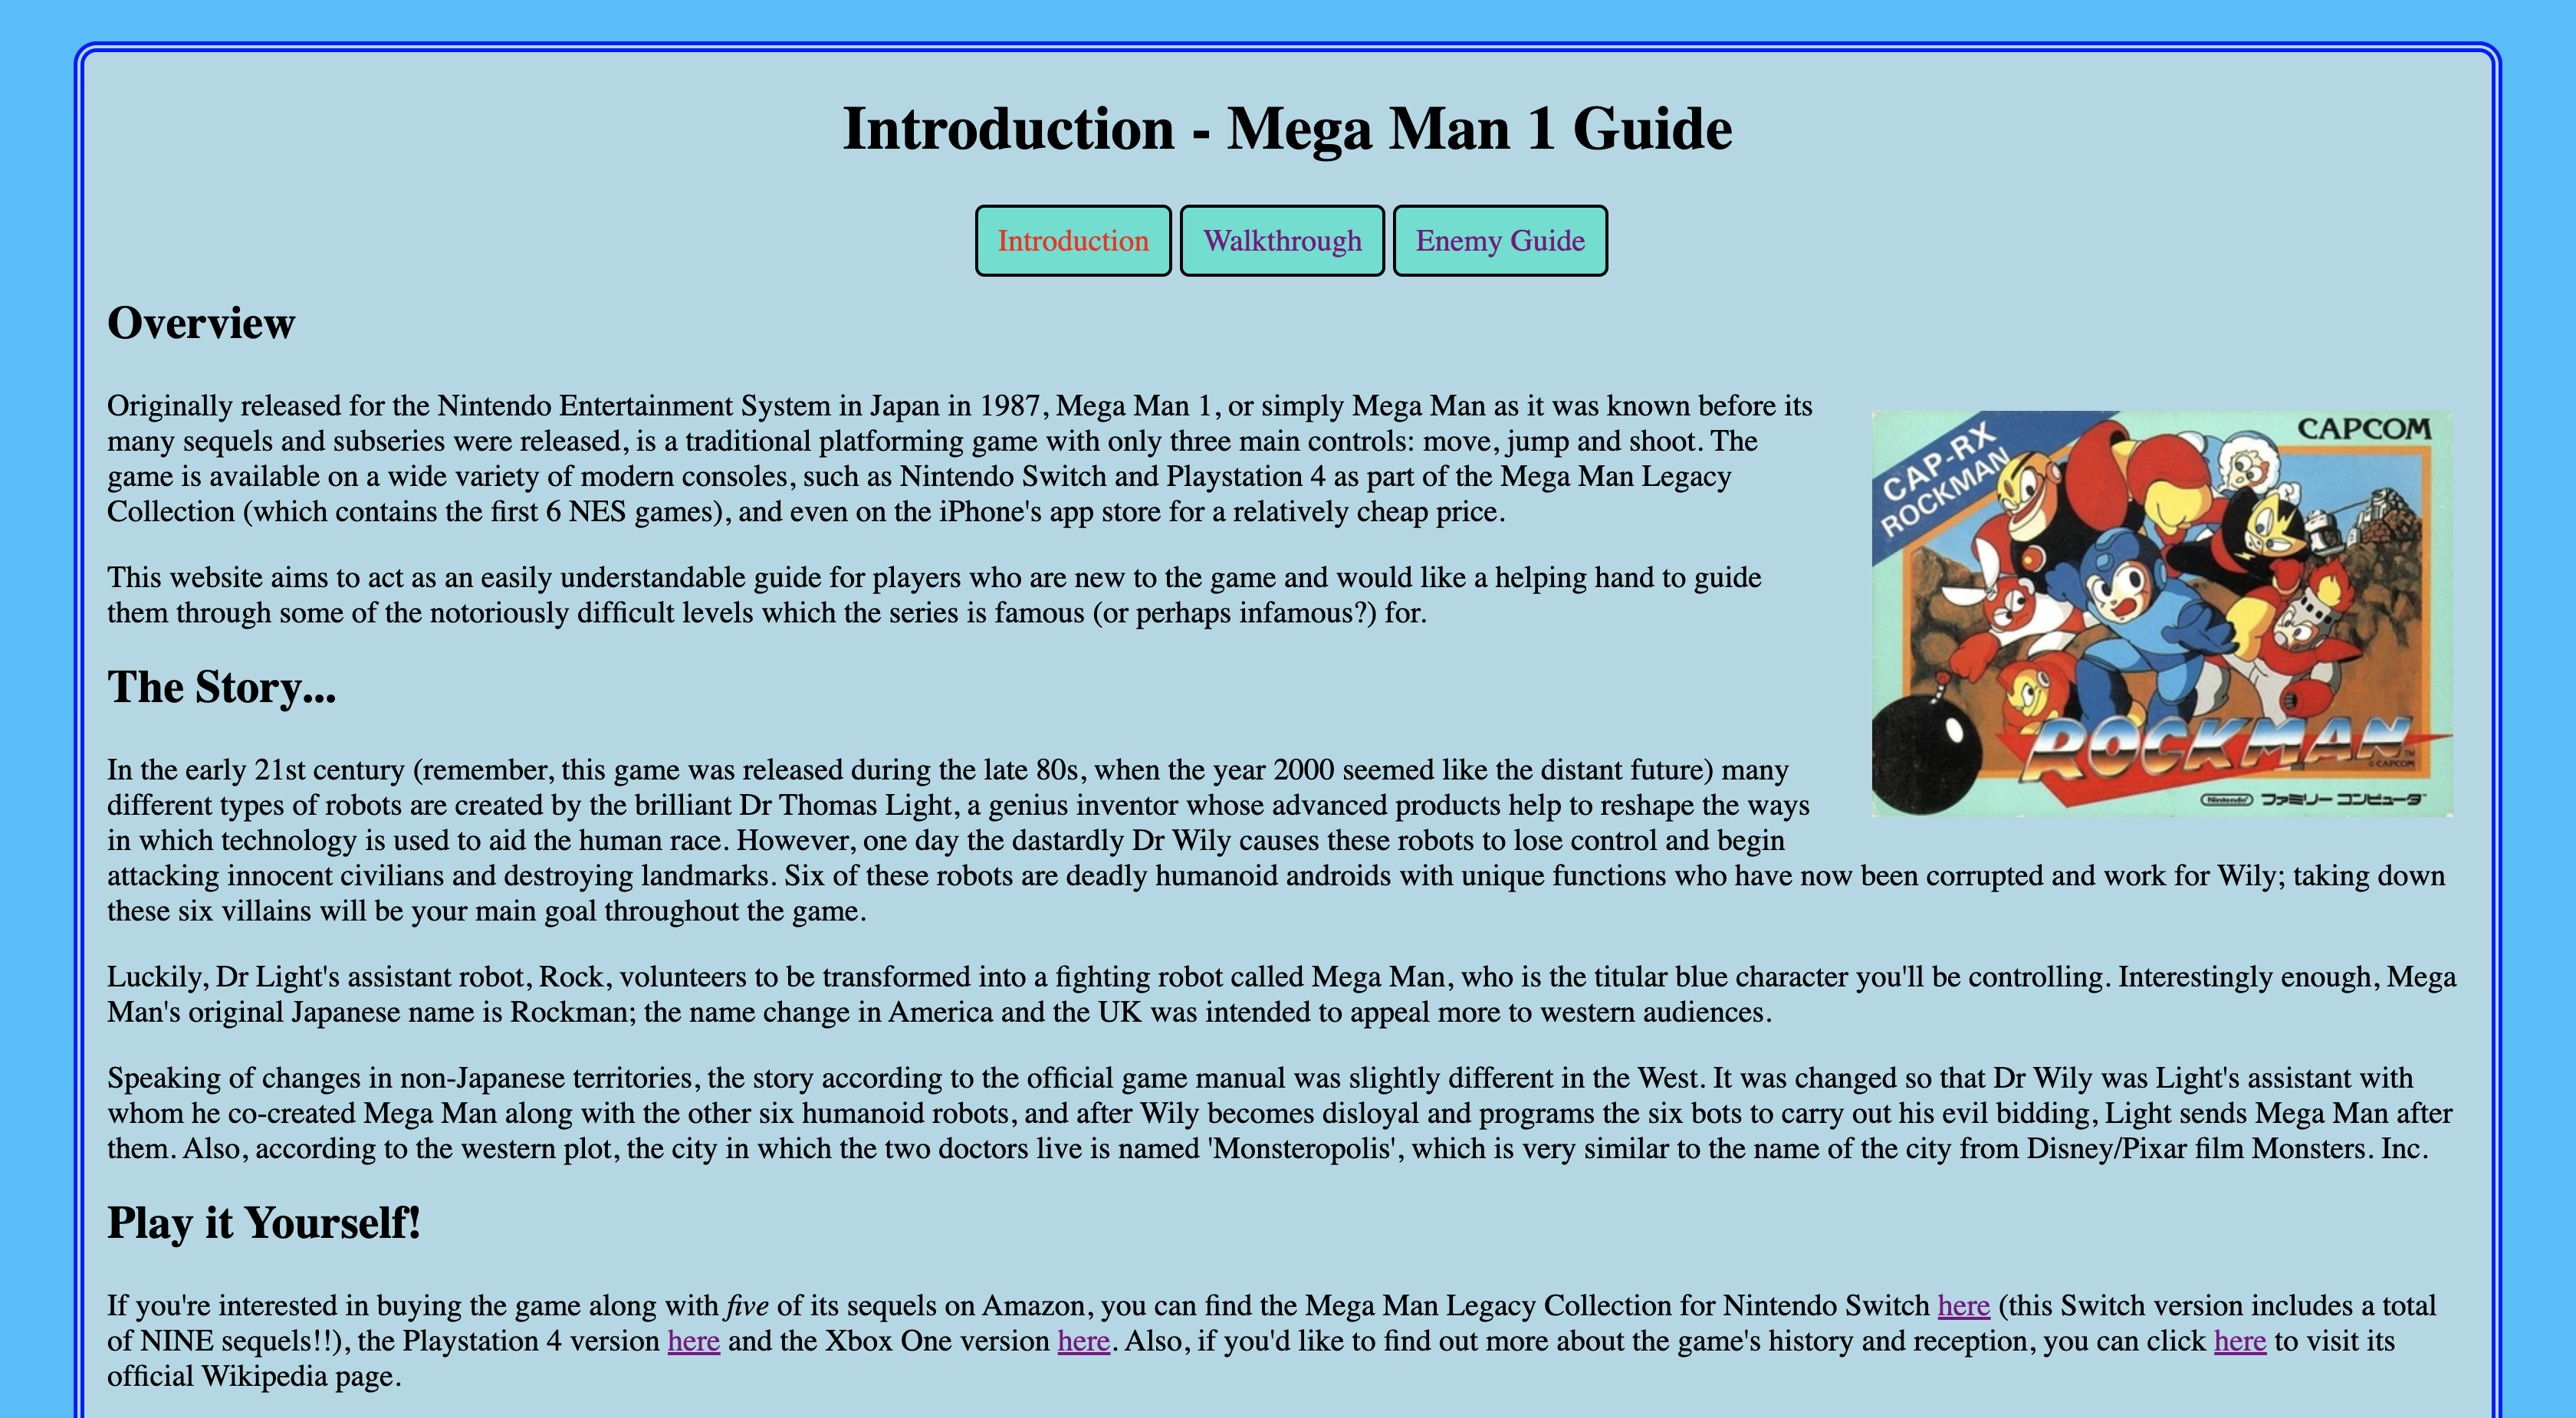 Introduction - Mega Man 1 Guide
Introduction
Walkthrough
Enemy Guide
Overview
Originally released for the Nintendo Entertainment System in Japan in 1987, Mega Man 1, or simply Mega Man as it was known before its
many sequels and subseries were released, is a traditional platforming game with only three main controls: move, jump and shoot. The
game is available on a wide variety of modern consoles, such as Nintendo Switch and Playstation 4 as part of the Mega Man Legacy
Collection (which contains the first 6 NES games), and even on the iPhone's app store for a relatively cheap price.
This website aims to act as an easily understandable guide for players who are new to the game and would like a helping hand to guide
them through some of the notoriously difficult levels which the series is famous (or perhaps infamous?) for.
CAP-RX
ROCKMAN
CAPCOM
ROCKMAN
TM
© CAPCOM
Nintendo
ファミリー コンピュータ
The Story...
In the early 21st century (remember, this game was released during the late 80s, when the year 2000 seemed like the distant future) many
different types of robots are created by the brilliant Dr Thomas Light, a genius inventor whose advanced products help to reshape the ways
in which technology is used to aid the human race. However, one day the dastardly Dr Wily causes these robots to lose control and begin
attacking innocent civilians and destroying landmarks. Six of these robots are deadly humanoid androids with unique functions who have now been corrupted and work for Wily; taking down
these six villains will be your main goal throughout the game.
Luckily, Dr Light's assistant robot, Rock, volunteers to be transformed into a fighting robot called Mega Man, who is the titular blue character you'll be controlling. Interestingly enough, Mega
Man's original Japanese name is Rockman; the name change in America and the UK was intended to appeal more to western audiences.
Speaking of changes in non-Japanese territories, the story according to the official game manual was slightly different in the West. It was changed so that Dr Wily was Light's assistant with
whom he co-created Mega Man along with the other six humanoid robots, and after Wily becomes disloyal and programs the six bots to carry out his evil bidding, Light sends Mega Man after
them. Also, according to the western plot, the city in which the two doctors live is named 'Monsteropolis', which is very similar to the name of the city from Disney/Pixar film Monsters. Inc.
Play it Yourself!
If you're interested in buying the game along with five of its sequels on Amazon, you can find the Mega Man Legacy Collection for Nintendo Switch here (this Switch version includes a total
of NINE sequels!!), the Playstation 4 version here and the Xbox One version here. Also, if you'd like to find out more about the game's history and reception, you can click here to visit its
official Wikipedia page.